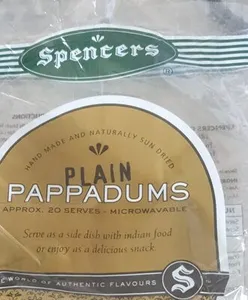 Spencers
HAND MADE AND NATURALLY SUN DRIED
PLAIN
PAPPADUMS
APPROX. 20 SERVES - MICROWAVABLE
Serve as a side dish with indian food
or enjoy as a delicious snack
WORLD OF AUTHENTIC FLAVOURS
S